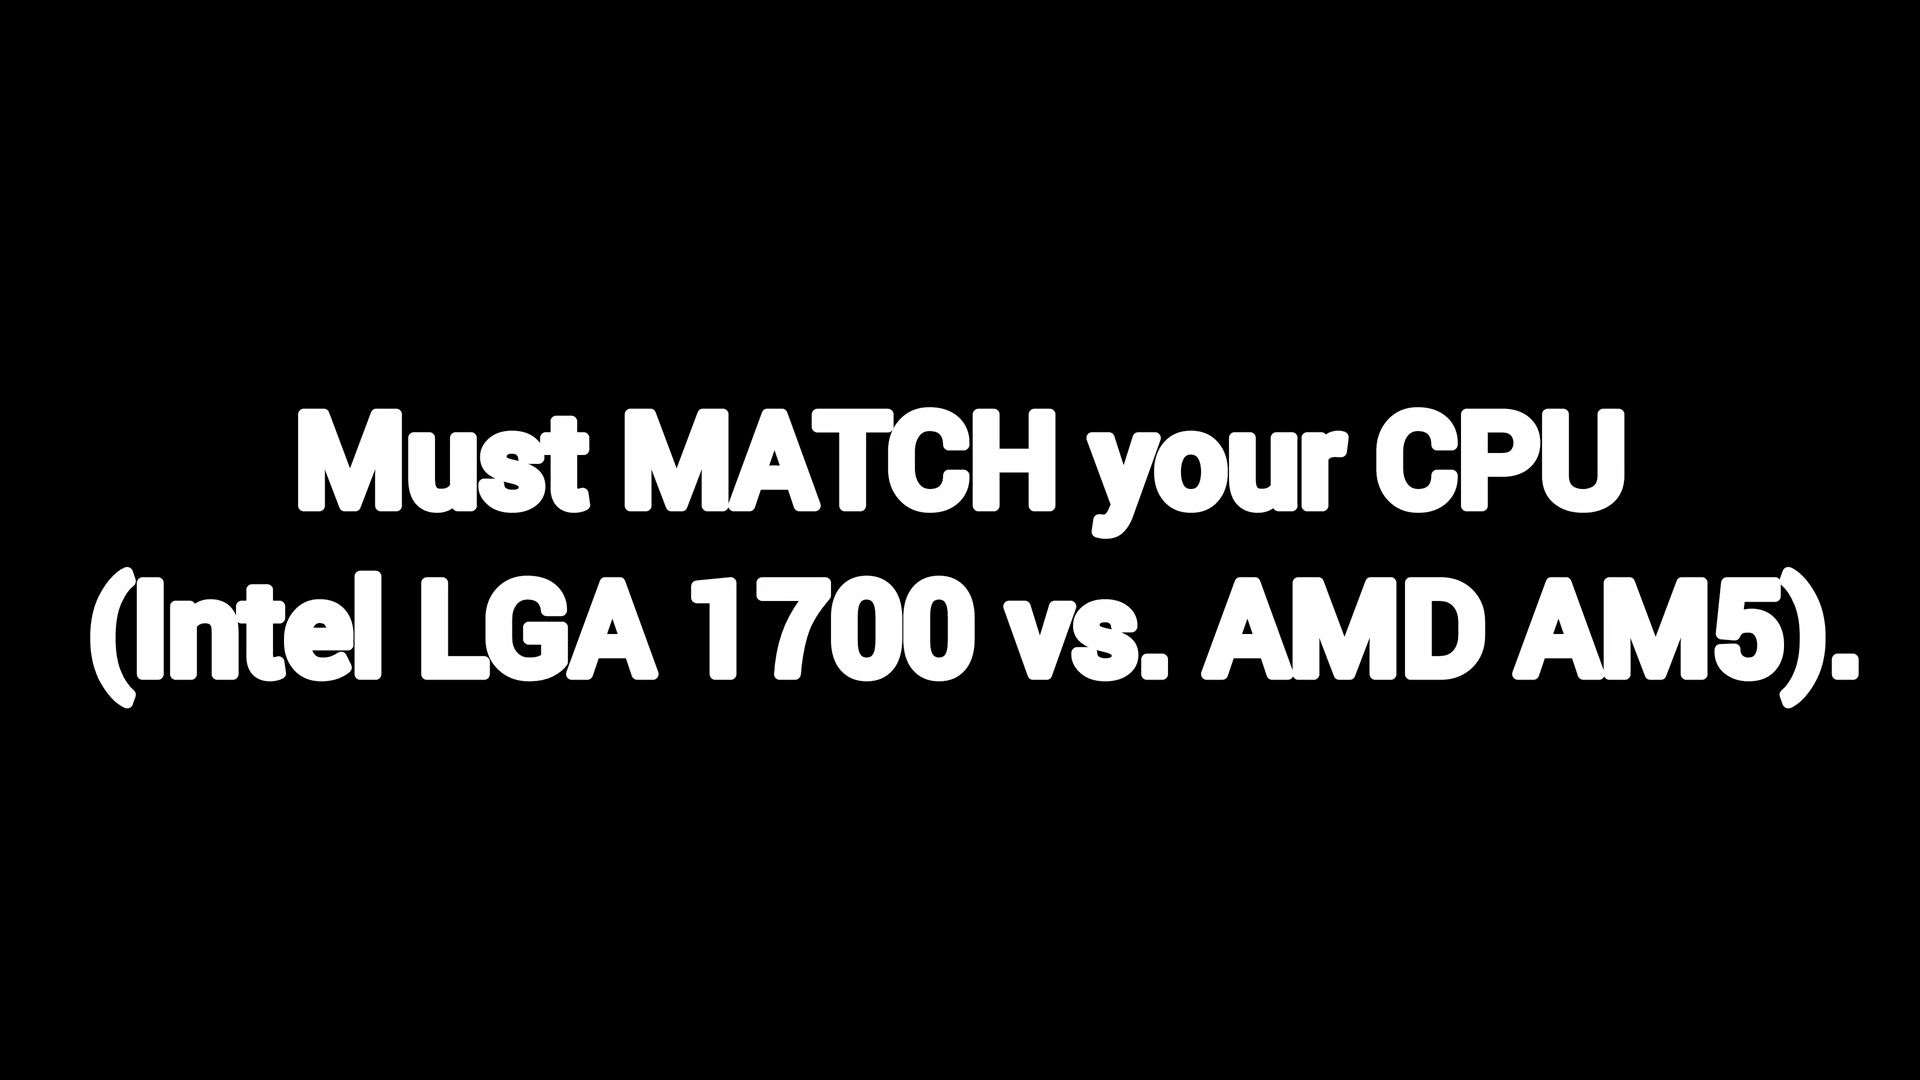 Must MATCH your CPU
(Intel LGA 1700 vs. AMD AM5).